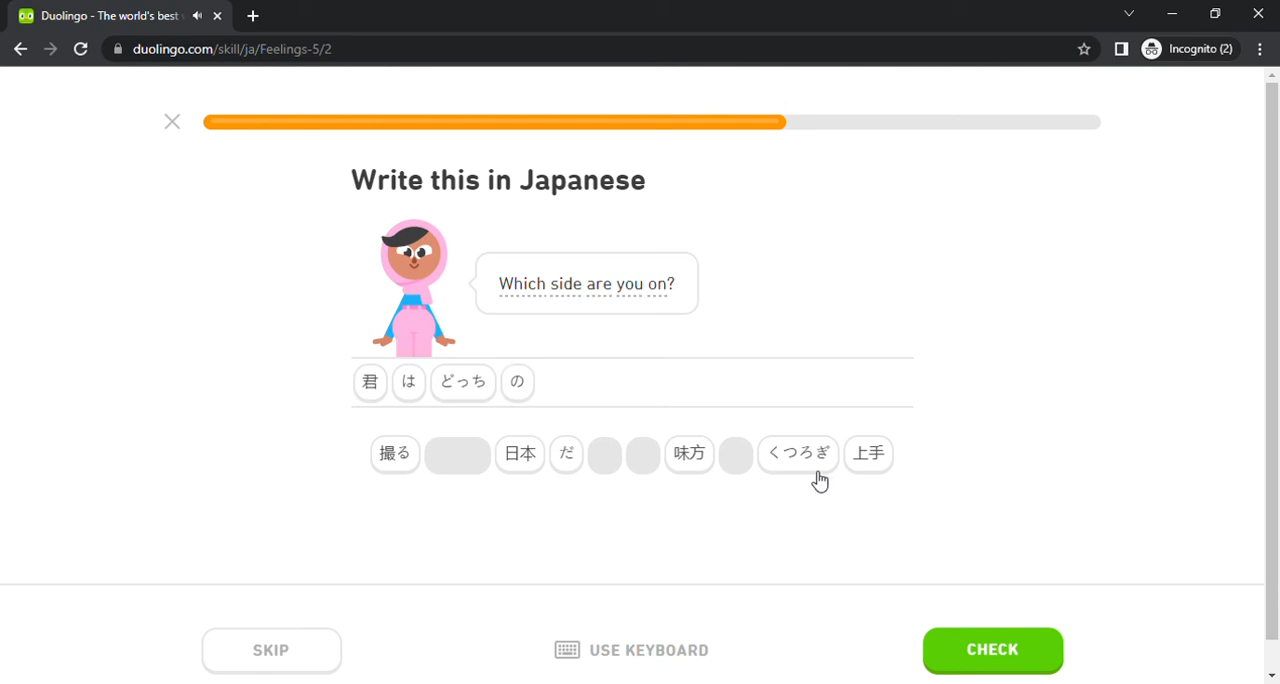 Duolingo - The world's best
duolingo.com/skill/ja/Feelings-5/2
Incognito (2)
Write this in Japanese
Which side are you on?
君 は どっち の
撮る 日本 だ 味方 くつろぎ 上手
SKIP USE KEYBOARD CHECK